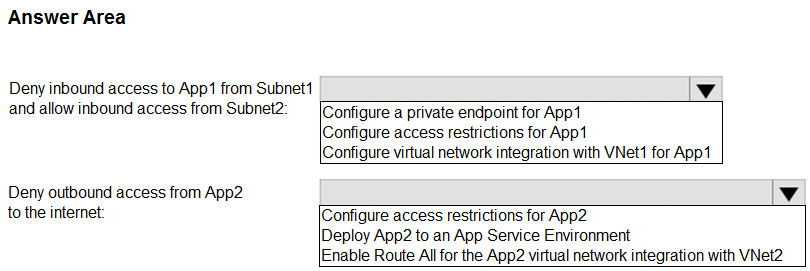 Answer Area
Deny inbound access to App1 from Subnet1
and allow inbound access from Subnet2:
Configure a private endpoint for App1
Configure access restrictions for App1
Configure virtual network integration with VNet1 for App1
Deny outbound access from App2
to the internet:
Configure access restrictions for App2
Deploy App2 to an App Service Environment
Enable Route All for the App2 virtual network integration with VNet2